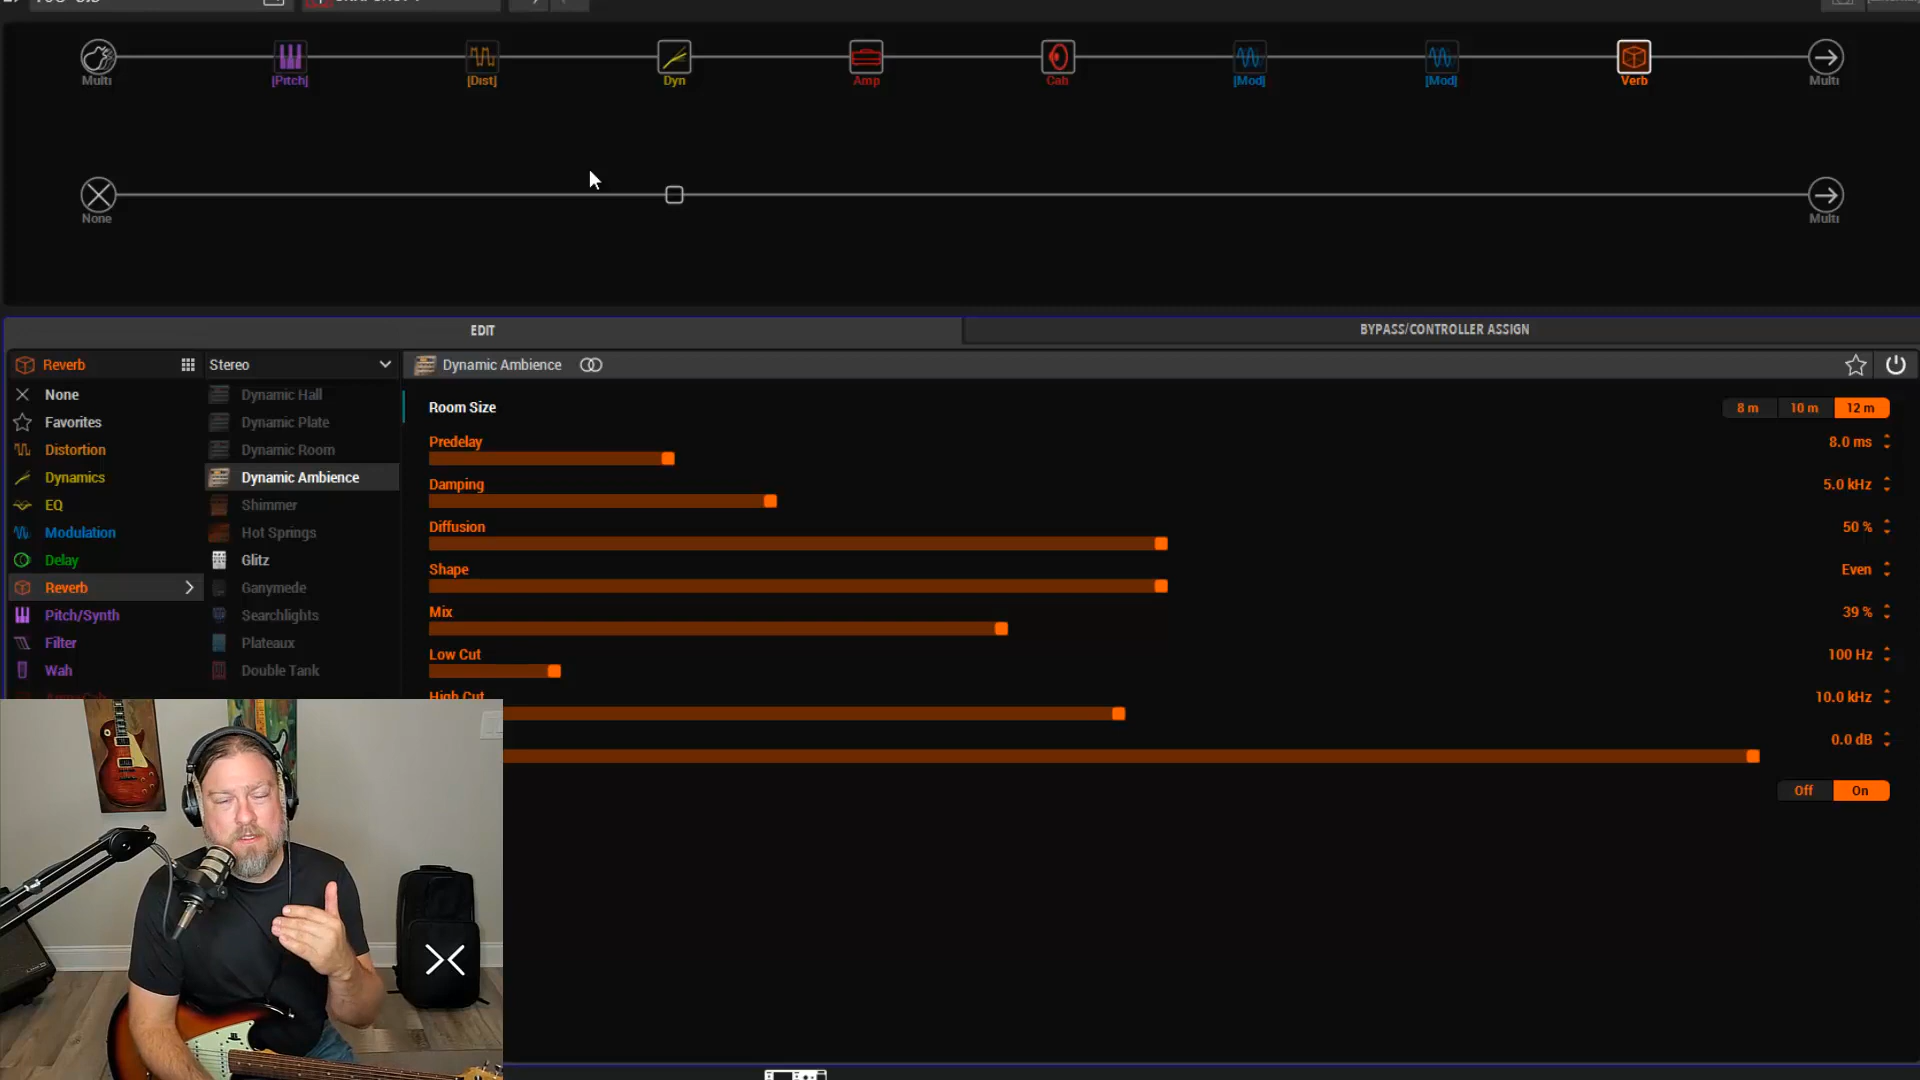 Multi
[Pitch]
[Dist]
Dyn
Amp
Cab
[Mod]
[Mod]
Verb
Multi
None
Multi
EDIT
BYPASS/CONTROLLER ASSIGN
Reverb
Stereo
Dynamic Ambience
None
Favorites
Distortion
Dynamics
EQ
Modulation
Delay
Reverb
Pitch/Synth
Filter
Wah
Dynamic Hall
Dynamic Plate
Dynamic Room
Dynamic Ambience
Shimmer
Hot Springs
Glitz
Ganymede
Searchlights
Plateaux
Double Tank
Room Size
8 m
10 m
12 m
Predelay
8.0 ms
Damping
5.0 kHz
Diffusion
50 %
Shape
Even
Mix
39 %
Low Cut
100 Hz
High Cut
10.0 kHz
0.0 dB
Off
On